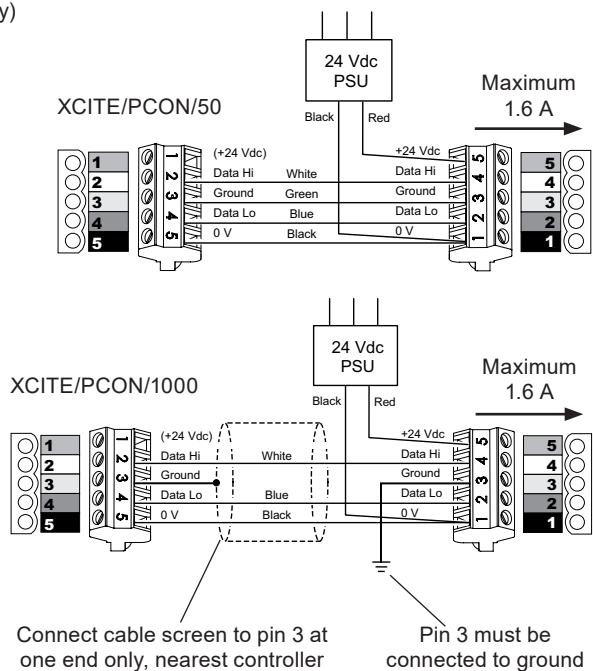 y)
24 Vdc
PSU
Maximum
1.6 A
XCITE/PCON/50
Black
Red
1
2
3
4
5
1
2
3
4
5
(+24 Vdc)
Data Hi
White
Ground
Green
Data Lo
Blue
0 V
Black
+24 Vdc
Data Hi
Ground
Data Lo
0 V
5
4
3
2
1
5
4
3
2
1
24 Vdc
PSU
Maximum
1.6 A
XCITE/PCON/1000
Black
Red
1
2
3
4
5
1
2
3
4
5
(+24 Vdc)
Data Hi
White
Ground
Data Lo
Blue
0 V
Black
+24 Vdc
Data Hi
Ground
Data Lo
0 V
5
4
3
2
1
5
4
3
2
1
Connect cable screen to pin 3 at
one end only, nearest controller
Pin 3 must be
connected to ground